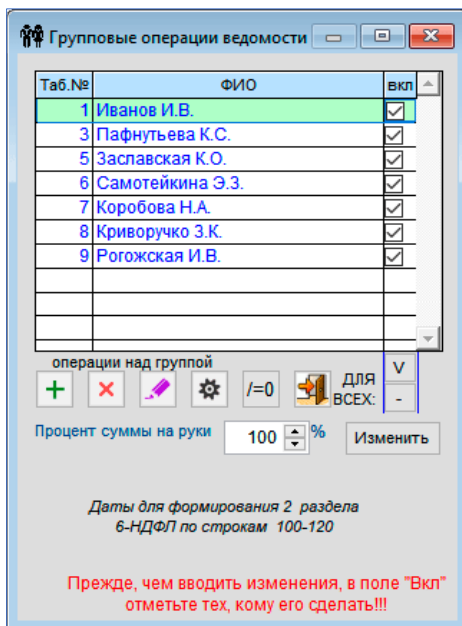 Групповые операции ведомости
Таб.№ ФИО вкл
1 Иванов И.В.
3 Пафнутьева К.С.
5 Заславская К.О.
6 Самотейкина Э.З.
7 Коробова Н.А.
8 Криворучко З.К.
9 Рогожская И.В.
операции над группой
/=0 ДЛЯ ВСЕХ: V -
Процент суммы на руки 100 % Изменить
Даты для формирования 2 раздела
6-НДФЛ по строкам 100-120
Прежде, чем вводить изменения, в поле "Вкл"
отметьте тех, кому его сделать!!!